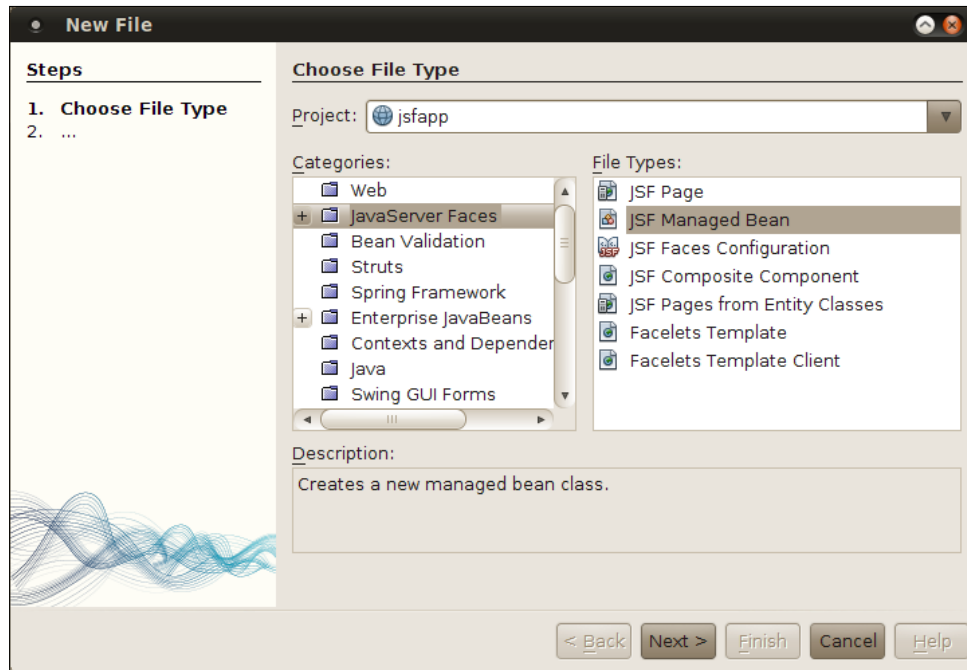 New File
Steps
1. Choose File Type
2. ...
Choose File Type
Project: jsfapp
Categories:
Web
JavaServer Faces
Bean Validation
Struts
Spring Framework
Enterprise JavaBeans
Contexts and Depender
Java
Swing GUI Forms
File Types:
JSF Page
JSF Managed Bean
JSF Faces Configuration
JSF Composite Component
JSF Pages from Entity Classes
Facelets Template
Facelets Template Client
Description:
Creates a new managed bean class.
< Back Next > Finish Cancel Help